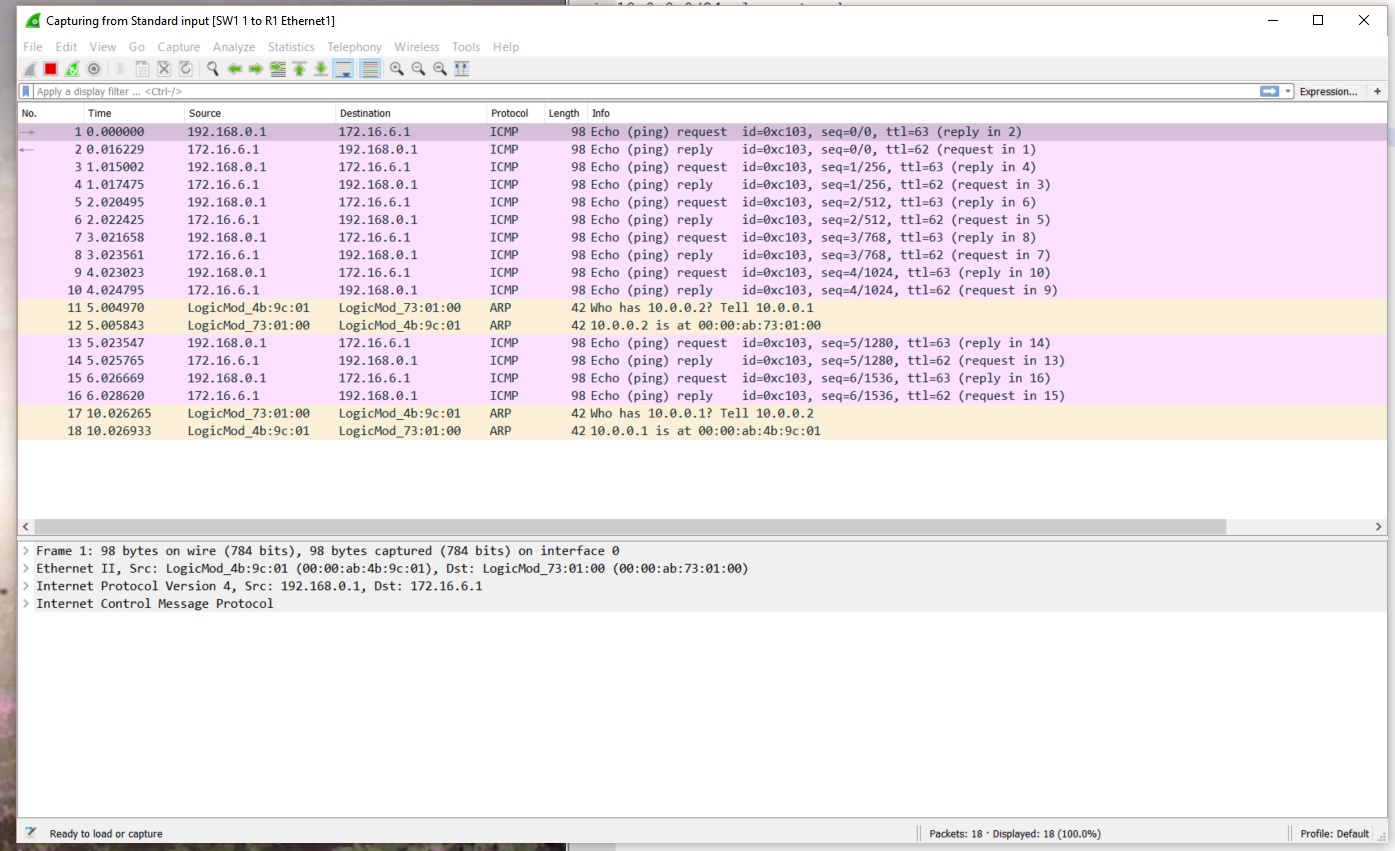 Capturing from Standard input [SW1 1 to R1 Ethernet1]
File Edit View Go Capture Analyze Statistics Telephony Wireless Tools Help
Apply a display filter ... <Ctrl-/> Expression... +
No. Time Source Destination Protocol Length Info
1 0.000000 192.168.0.1 172.16.6.1 ICMP 98 Echo (ping) request id=0xc103, seq=0/0, ttl=63 (reply in 2)
2 0.016229 172.16.6.1 192.168.0.1 ICMP 98 Echo (ping) reply id=0xc103, seq=0/0, ttl=62 (request in 1)
3 1.015002 192.168.0.1 172.16.6.1 ICMP 98 Echo (ping) request id=0xc103, seq=1/256, ttl=63 (reply in 4)
4 1.017475 172.16.6.1 192.168.0.1 ICMP 98 Echo (ping) reply id=0xc103, seq=1/256, ttl=62 (request in 3)
5 2.020495 192.168.0.1 172.16.6.1 ICMP 98 Echo (ping) request id=0xc103, seq=2/512, ttl=63 (reply in 6)
6 2.022425 172.16.6.1 192.168.0.1 ICMP 98 Echo (ping) reply id=0xc103, seq=2/512, ttl=62 (request in 5)
7 3.021658 192.168.0.1 172.16.6.1 ICMP 98 Echo (ping) request id=0xc103, seq=3/768, ttl=63 (reply in 8)
8 3.023561 172.16.6.1 192.168.0.1 ICMP 98 Echo (ping) reply id=0xc103, seq=3/768, ttl=62 (request in 7)
9 4.023023 192.168.0.1 172.16.6.1 ICMP 98 Echo (ping) request id=0xc103, seq=4/1024, ttl=63 (reply in 10)
10 4.024795 172.16.6.1 192.168.0.1 ICMP 98 Echo (ping) reply id=0xc103, seq=4/1024, ttl=62 (request in 9)
11 5.004970 LogicMod_4b:9c:01 LogicMod_73:01:00 ARP 42 Who has 10.0.0.2? Tell 10.0.0.1
12 5.005843 LogicMod_73:01:00 LogicMod_4b:9c:01 ARP 42 10.0.0.2 is at 00:00:ab:73:01:00
13 5.023547 192.168.0.1 172.16.6.1 ICMP 98 Echo (ping) request id=0xc103, seq=5/1280, ttl=63 (reply in 14)
14 5.025765 172.16.6.1 192.168.0.1 ICMP 98 Echo (ping) reply id=0xc103, seq=5/1280, ttl=62 (request in 13)
15 6.026669 192.168.0.1 172.16.6.1 ICMP 98 Echo (ping) request id=0xc103, seq=6/1536, ttl=63 (reply in 16)
16 6.028620 172.16.6.1 192.168.0.1 ICMP 98 Echo (ping) reply id=0xc103, seq=6/1536, ttl=62 (request in 15)
17 10.026265 LogicMod_73:01:00 LogicMod_4b:9c:01 ARP 42 Who has 10.0.0.1? Tell 10.0.0.2
18 10.026933 LogicMod_4b:9c:01 LogicMod_73:01:00 ARP 42 10.0.0.1 is at 00:00:ab:4b:9c:01
Frame 1: 98 bytes on wire (784 bits), 98 bytes captured (784 bits) on interface 0
Ethernet II, Src: LogicMod_4b:9c:01 (00:00:ab:4b:9c:01), Dst: LogicMod_73:01:00 (00:00:ab:73:01:00)
Internet Protocol Version 4, Src: 192.168.0.1, Dst: 172.16.6.1
Internet Control Message Protocol
Ready to load or capture Packets: 18 · Displayed: 18 (100.0%) Profile: Default